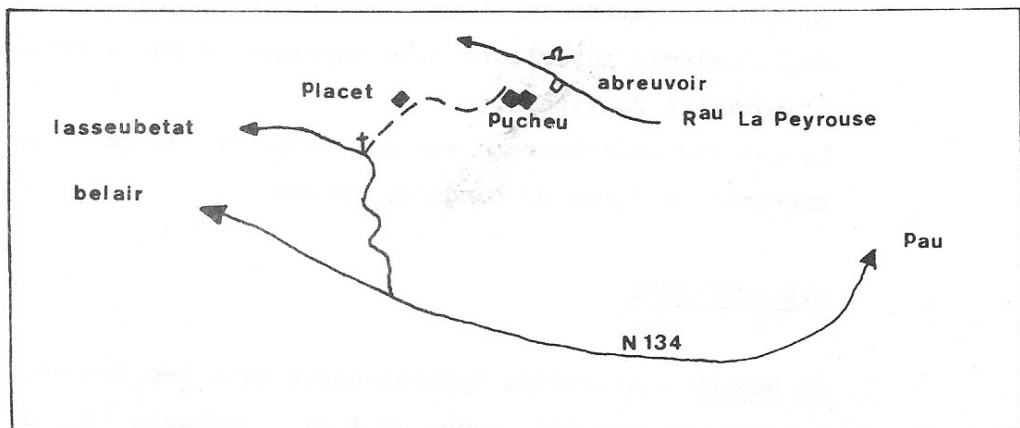 abreuvoir
Placet
Pucheu
Rau La Peyrouse
lasseubetat
belair
Pau
N 134